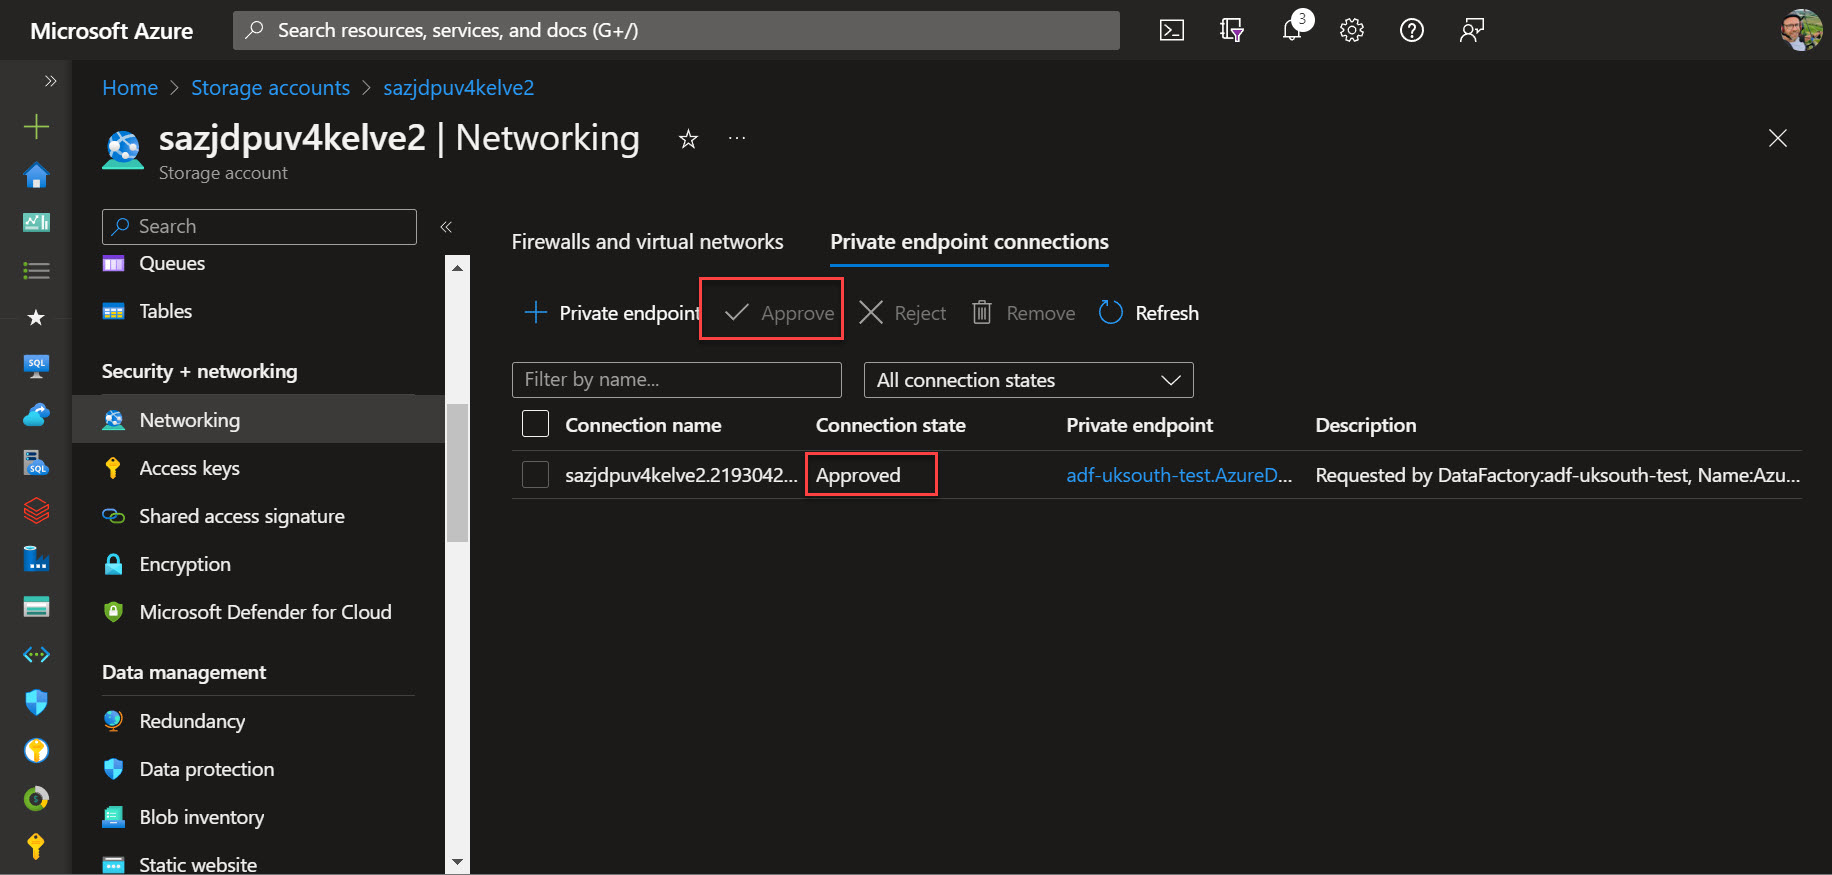 Microsoft Azure
Search resources, services, and docs (G+/)
3
Home > Storage accounts > sazjdpuv4kelve2
sazjdpuv4kelve2 | Networking
Storage account
Search
Queues
Tables
Security + networking
Networking
Access keys
Shared access signature
Encryption
Microsoft Defender for Cloud
Data management
Redundancy
Data protection
Blob inventory
Static website
SQL
SQL
Firewalls and virtual networks
Private endpoint connections
Private endpoint
Approve
Reject
Remove
Refresh
Filter by name...
All connection states
Connection name
Connection state
Private endpoint
Description
sazjdpuv4kelve2.2193042...
Approved
adf-uksouth-test.AzureD...
Requested by DataFactory:adf-uksouth-test, Name:Azu...